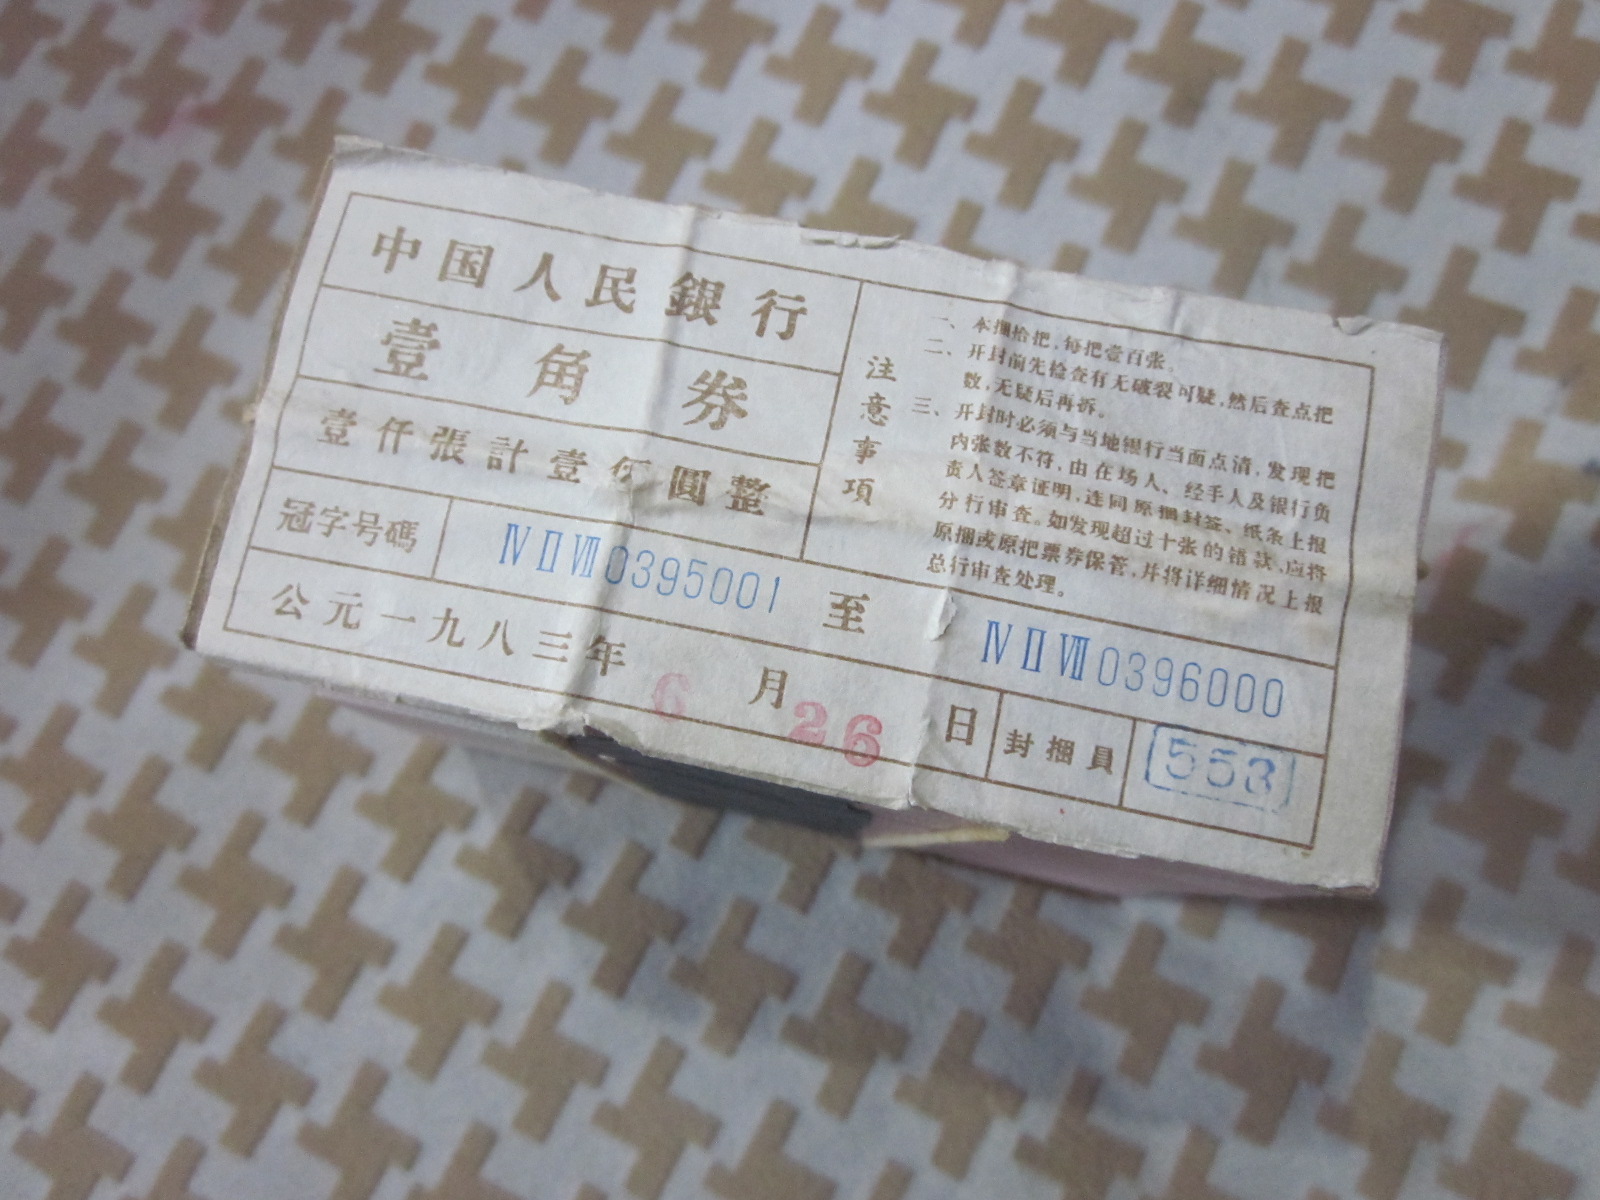 中国人民銀行
壹角券
壹仟張計壹佰圓整
注意事項
一、本捆拾把,每把壹百张。
二、开封前先检查有无破裂可疑,然后查点把
数,无疑后再拆。
三、开封时必须与当地银行当面点清,发现把
内张数不符,由在场人、经手人及银行负
责人签章证明,连同原捆封签、纸条上报
分行审查。如发现超过十张的错款,应将
原捆或原把票券保管,并将详细情况上报
总行审查处理。
冠字号碼 ⅣⅡⅦ0395001 至 ⅣⅡⅦ0396000
公元一九八三年 6 月 26 日 封捆員 553